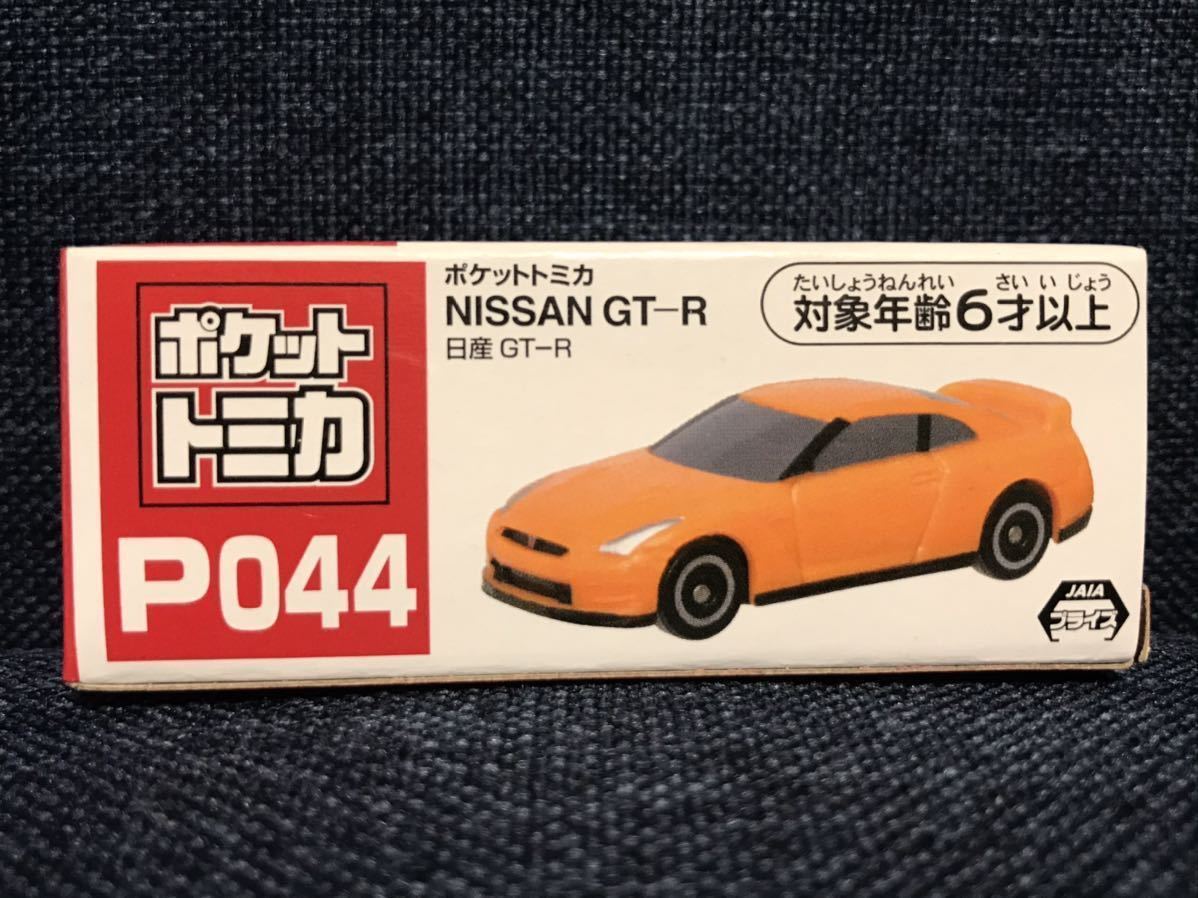 ポケット
トミカ
P044
ポケットトミカ
NISSAN GT-R
日産 GT-R
たいしょうねんれい さい い じょう
対象年齢6才以上
JAIA
プライズ